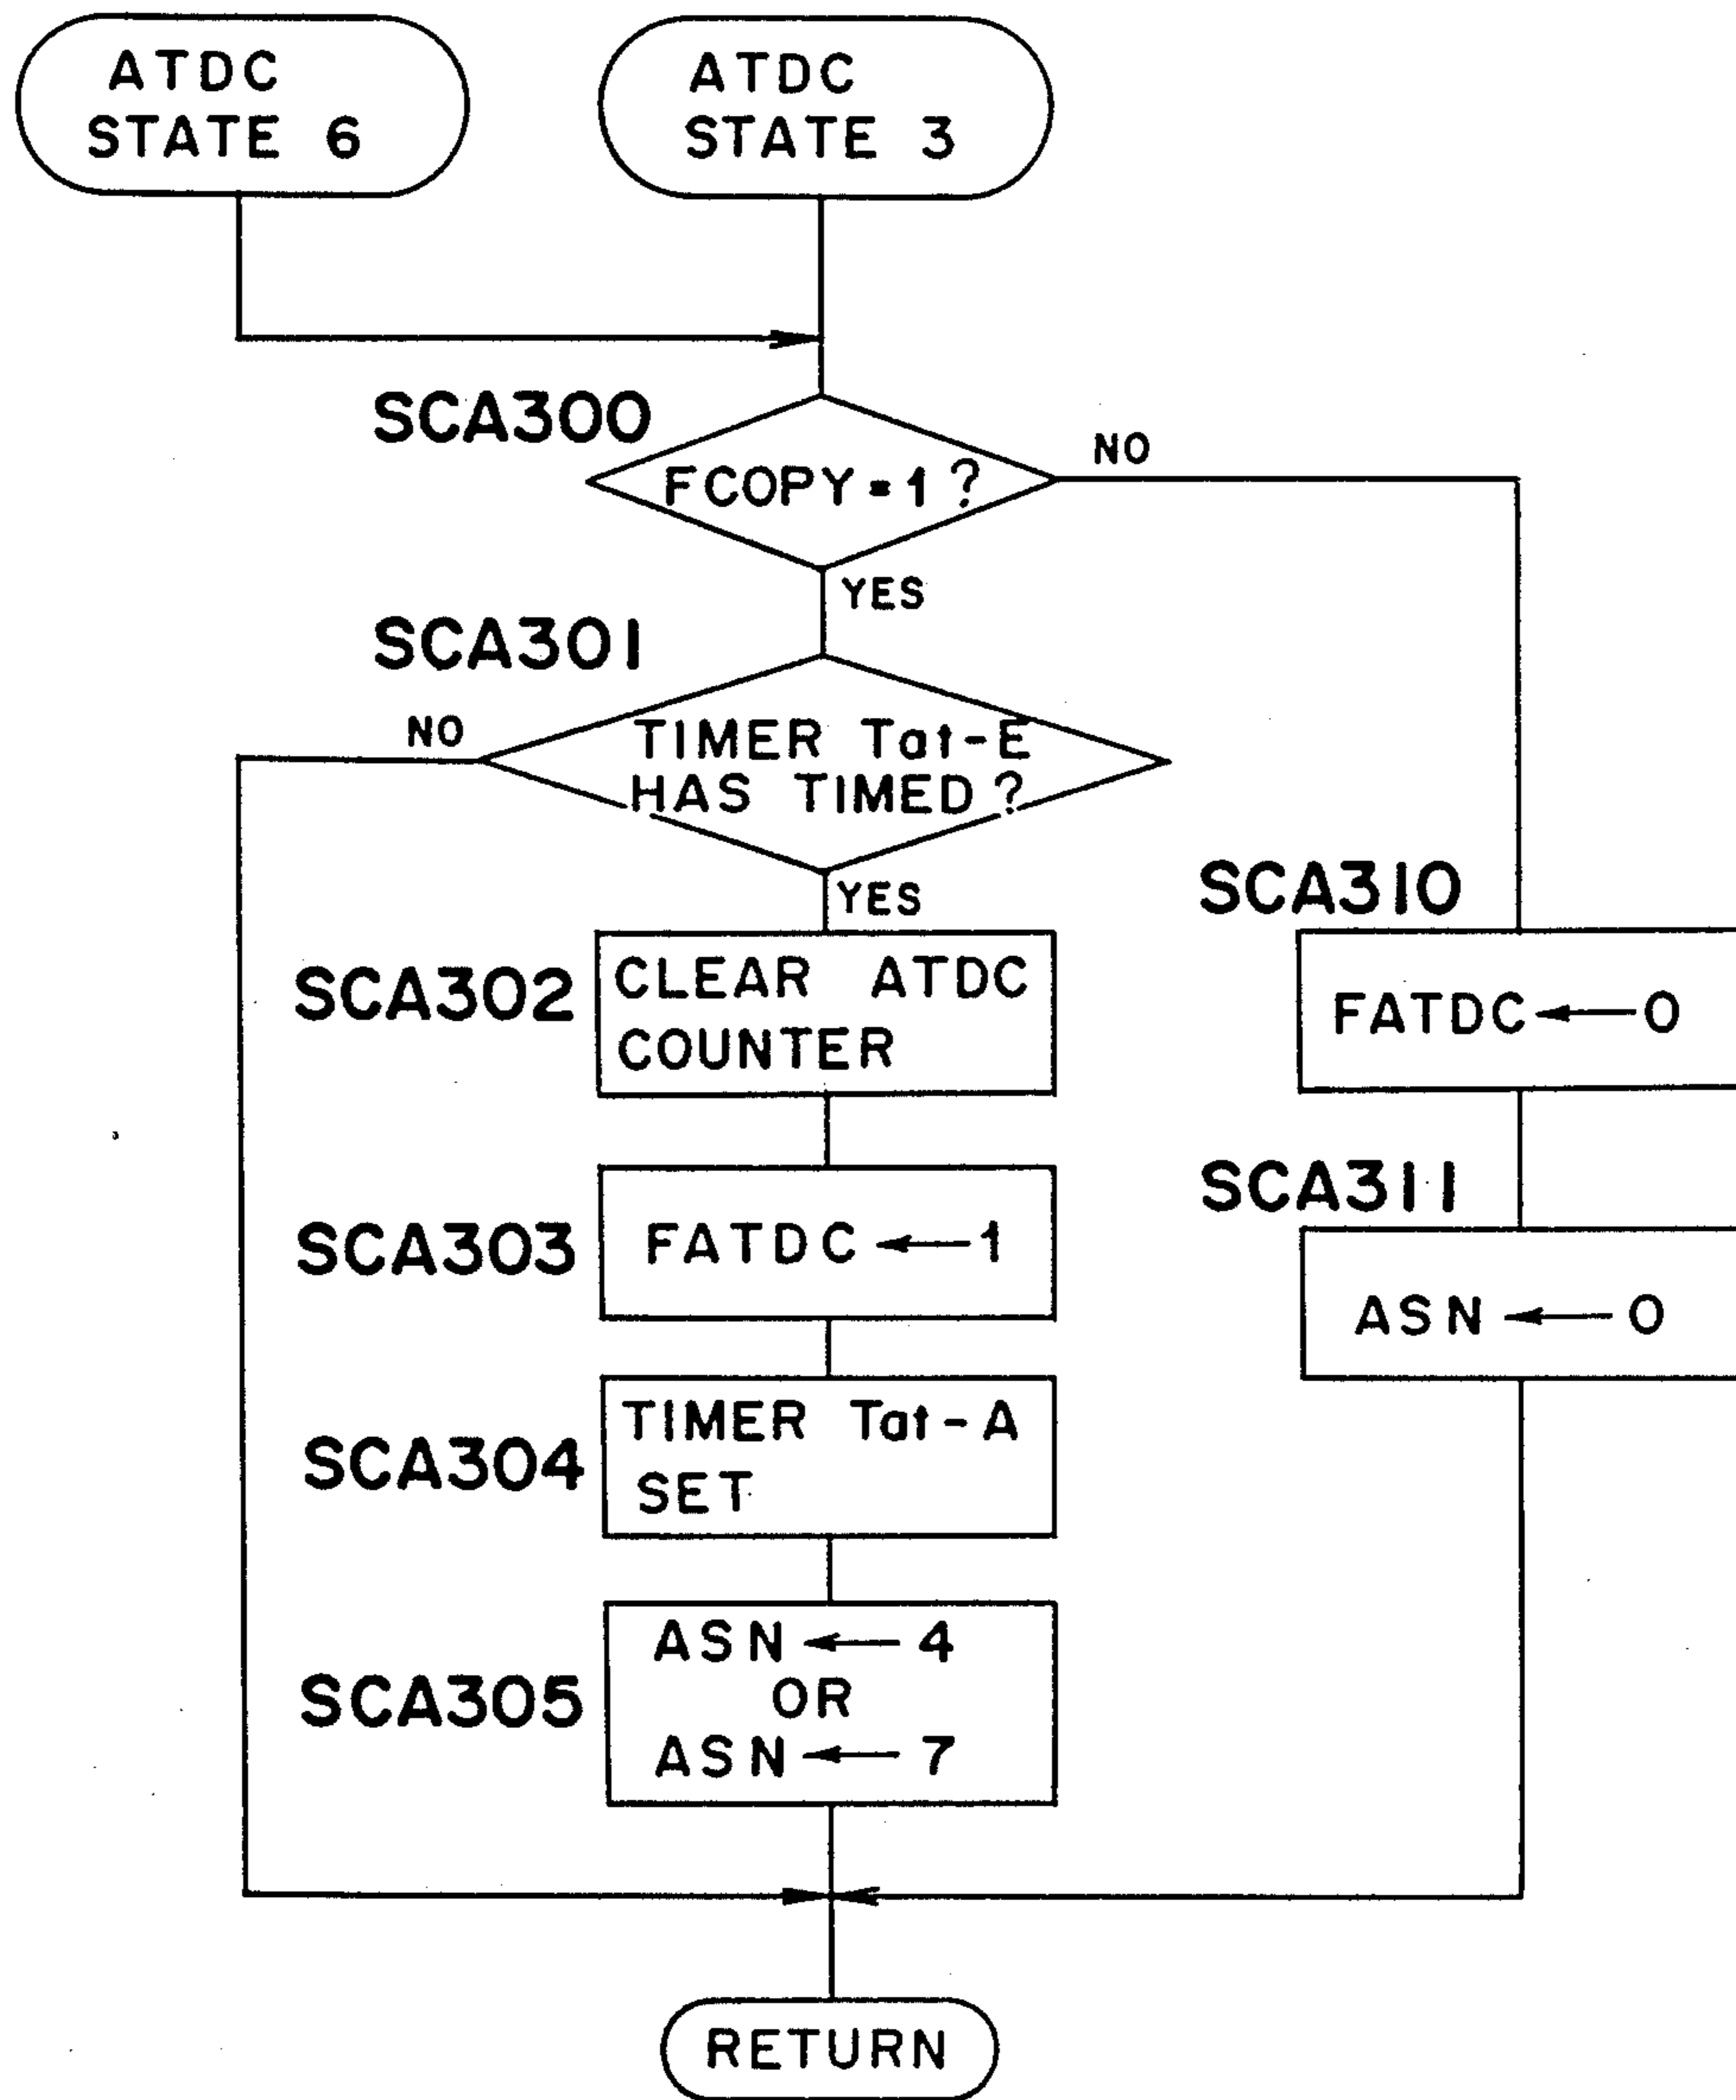 ATDC
STATE 6
ATDC
STATE 3
SCA300
FCOPY=1?
NO
YES
SCA301
NO
TIMER Tat-E
HAS TIMED?
YES
SCA302
CLEAR ATDC
COUNTER
SCA310
FATDC ← 0
SCA303
FATDC ← 1
SCA311
ASN ← 0
SCA304
TIMER Tat-A
SET
SCA305
ASN ← 4
OR
ASN ← 7
RETURN